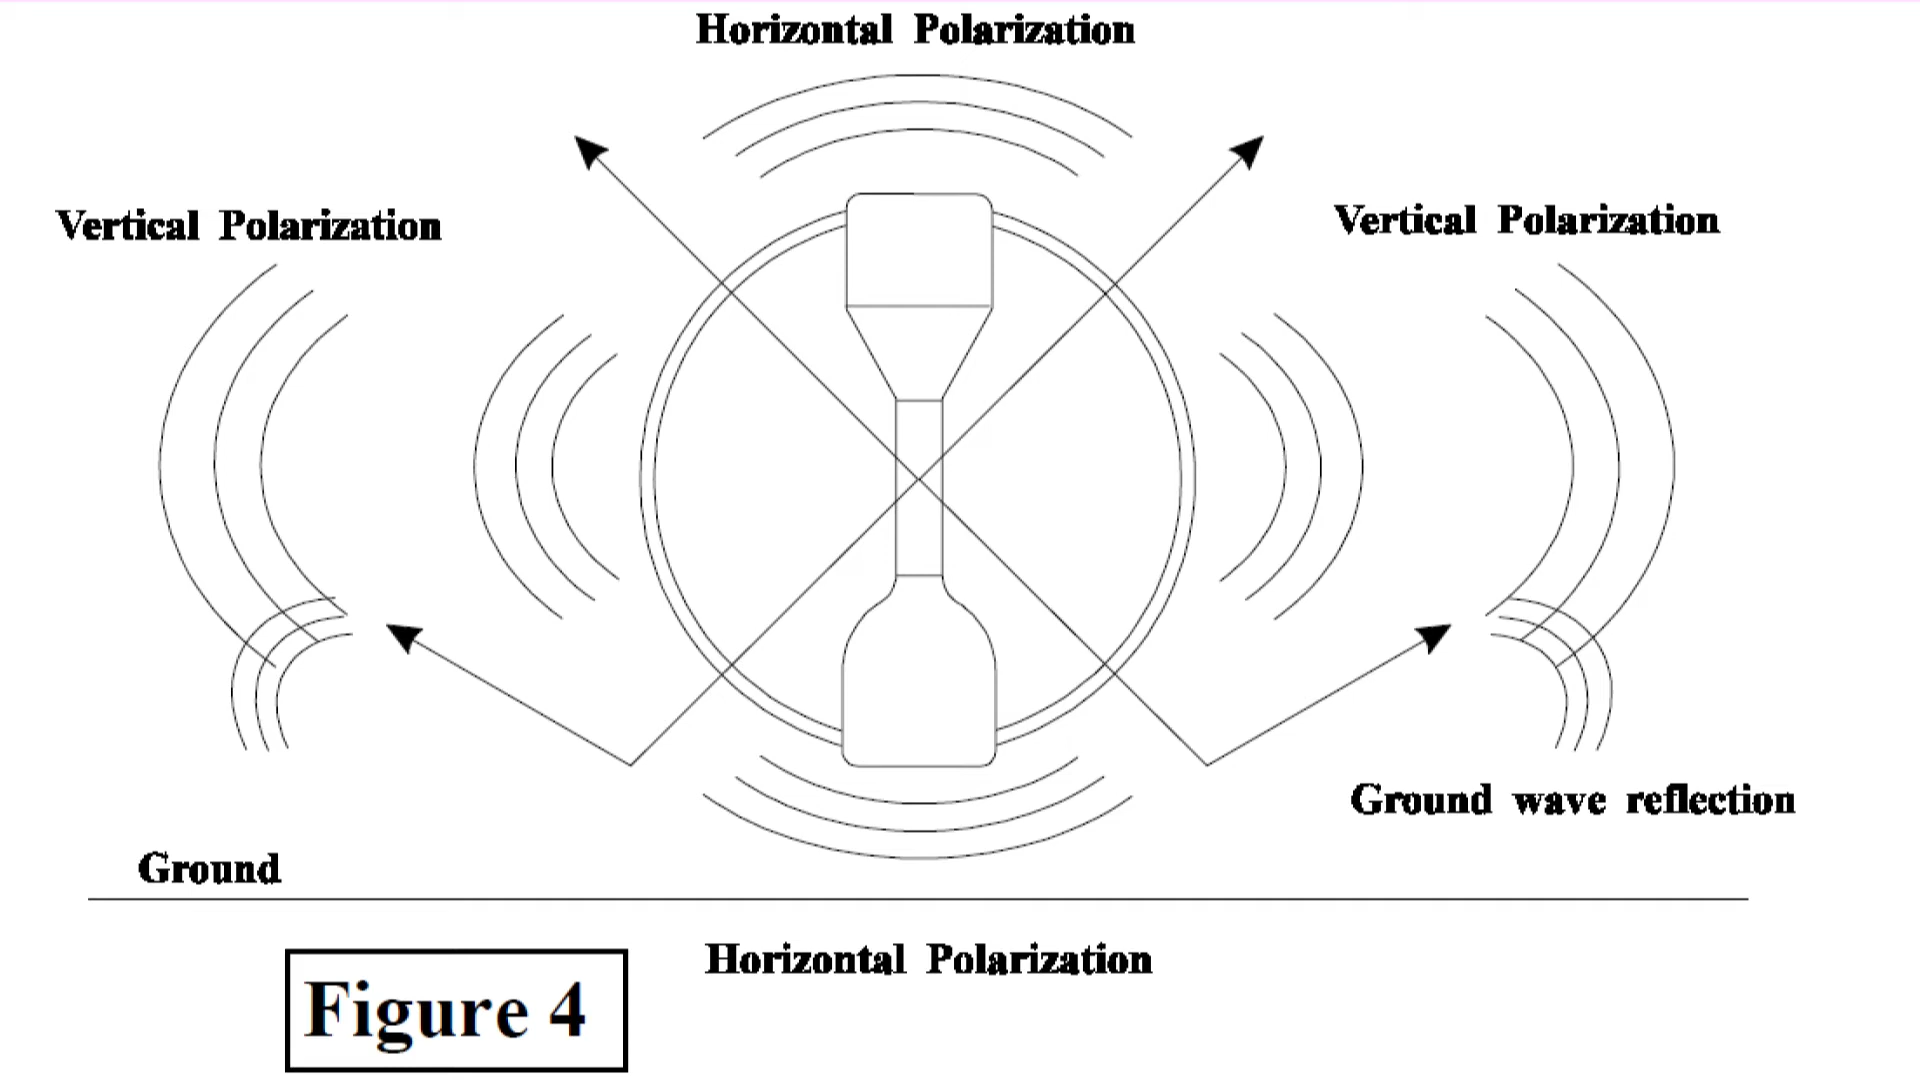 Horizontal Polarization
Vertical Polarization
Vertical Polarization
Ground wave reflection
Ground
Horizontal Polarization
Figure 4